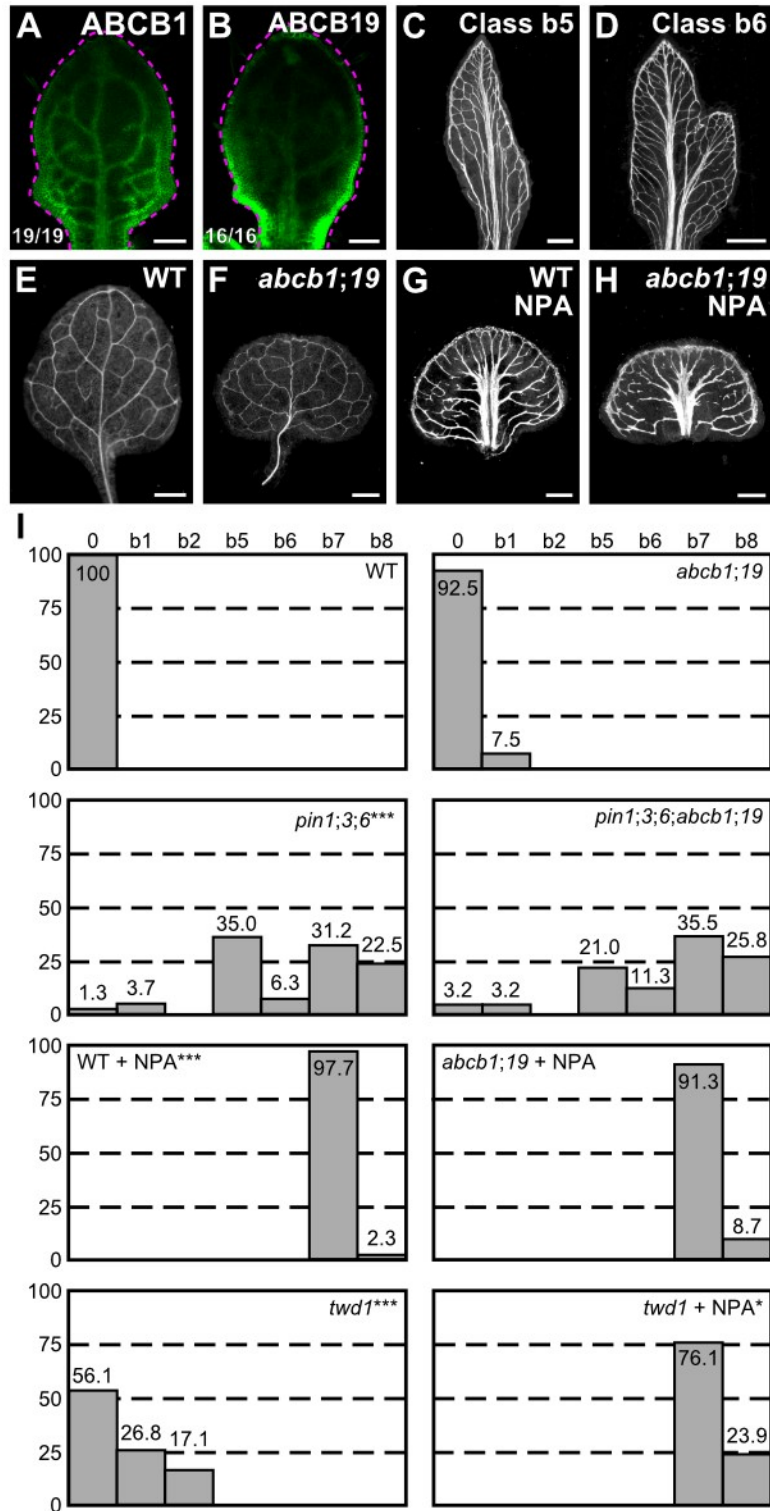 A ABCB1
B ABCB19
C Class b5
D Class b6
19/19
16/16
E WT
F abcb1;19
G WT
NPA
H abcb1;19
NPA
I
0 b1 b2 b5 b6 b7 b8
0 b1 b2 b5 b6 b7 b8
100
75
50
25
0
WT
100
abcb1;19
92.5
7.5
100
75
50
25
0
pin1;3;6***
1.3
3.7
35.0
6.3
31.2
22.5
pin1;3;6;abcb1;19
3.2
3.2
21.0
11.3
35.5
25.8
100
75
50
25
0
WT + NPA***
97.7
2.3
abcb1;19 + NPA
91.3
8.7
100
75
50
25
0
twd1***
56.1
26.8
17.1
twd1 + NPA*
76.1
23.9